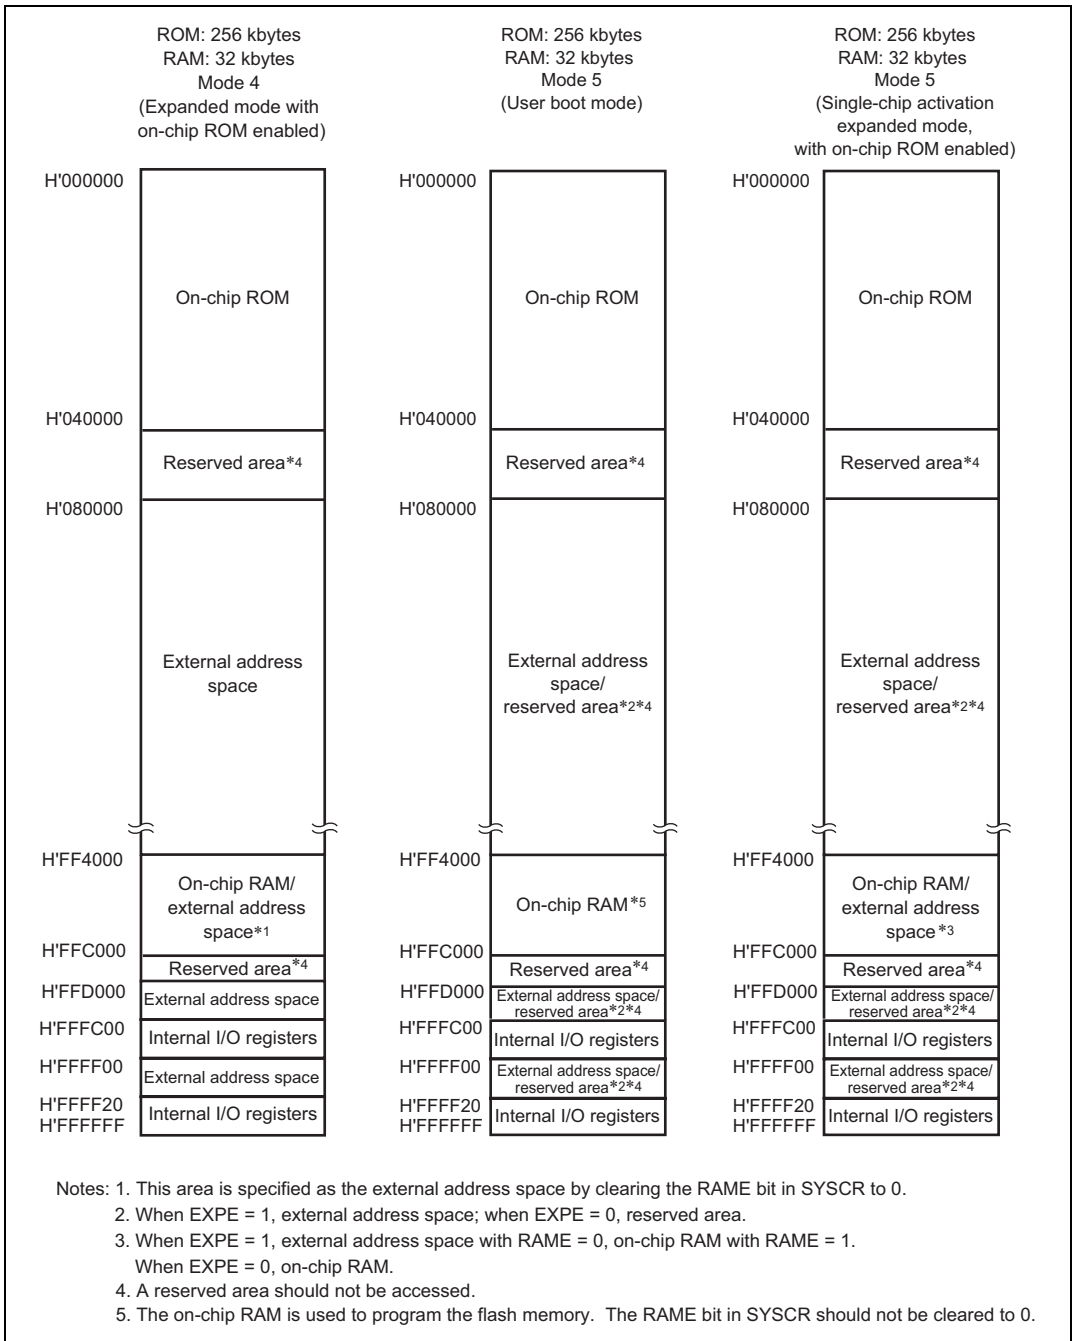 ROM: 256 kbytes
RAM: 32 kbytes
Mode 4
(Expanded mode with
on-chip ROM enabled)
H'000000
On-chip ROM
H'040000
Reserved area*4
H'080000
External address
space
H'FF4000
On-chip RAM/
external address
space*1
H'FFC000
Reserved area*4
H'FFD000
External address space
H'FFFC00
Internal I/O registers
H'FFFF00
External address space
H'FFFF20
Internal I/O registers
H'FFFFFF
ROM: 256 kbytes
RAM: 32 kbytes
Mode 5
(User boot mode)
H'000000
On-chip ROM
H'040000
Reserved area*4
H'080000
External address
space/
reserved area*2*4
H'FF4000
On-chip RAM*5
H'FFC000
Reserved area*4
H'FFD000
External address space/
reserved area*2*4
H'FFFC00
Internal I/O registers
H'FFFF00
External address space/
reserved area*2*4
H'FFFF20
Internal I/O registers
H'FFFFFF
ROM: 256 kbytes
RAM: 32 kbytes
Mode 5
(Single-chip activation
expanded mode,
with on-chip ROM enabled)
H'000000
On-chip ROM
H'040000
Reserved area*4
H'080000
External address
space/
reserved area*2*4
H'FF4000
On-chip RAM/
external address
space*3
H'FFC000
Reserved area*4
H'FFD000
External address space/
reserved area*2*4
H'FFFC00
Internal I/O registers
H'FFFF00
External address space/
reserved area*2*4
H'FFFF20
Internal I/O registers
H'FFFFFF
Notes: 1. This area is specified as the external address space by clearing the RAME bit in SYSCR to 0.
2. When EXPE = 1, external address space; when EXPE = 0, reserved area.
3. When EXPE = 1, external address space with RAME = 0, on-chip RAM with RAME = 1.
When EXPE = 0, on-chip RAM.
4. A reserved area should not be accessed.
5. The on-chip RAM is used to program the flash memory. The RAME bit in SYSCR should not be cleared to 0.